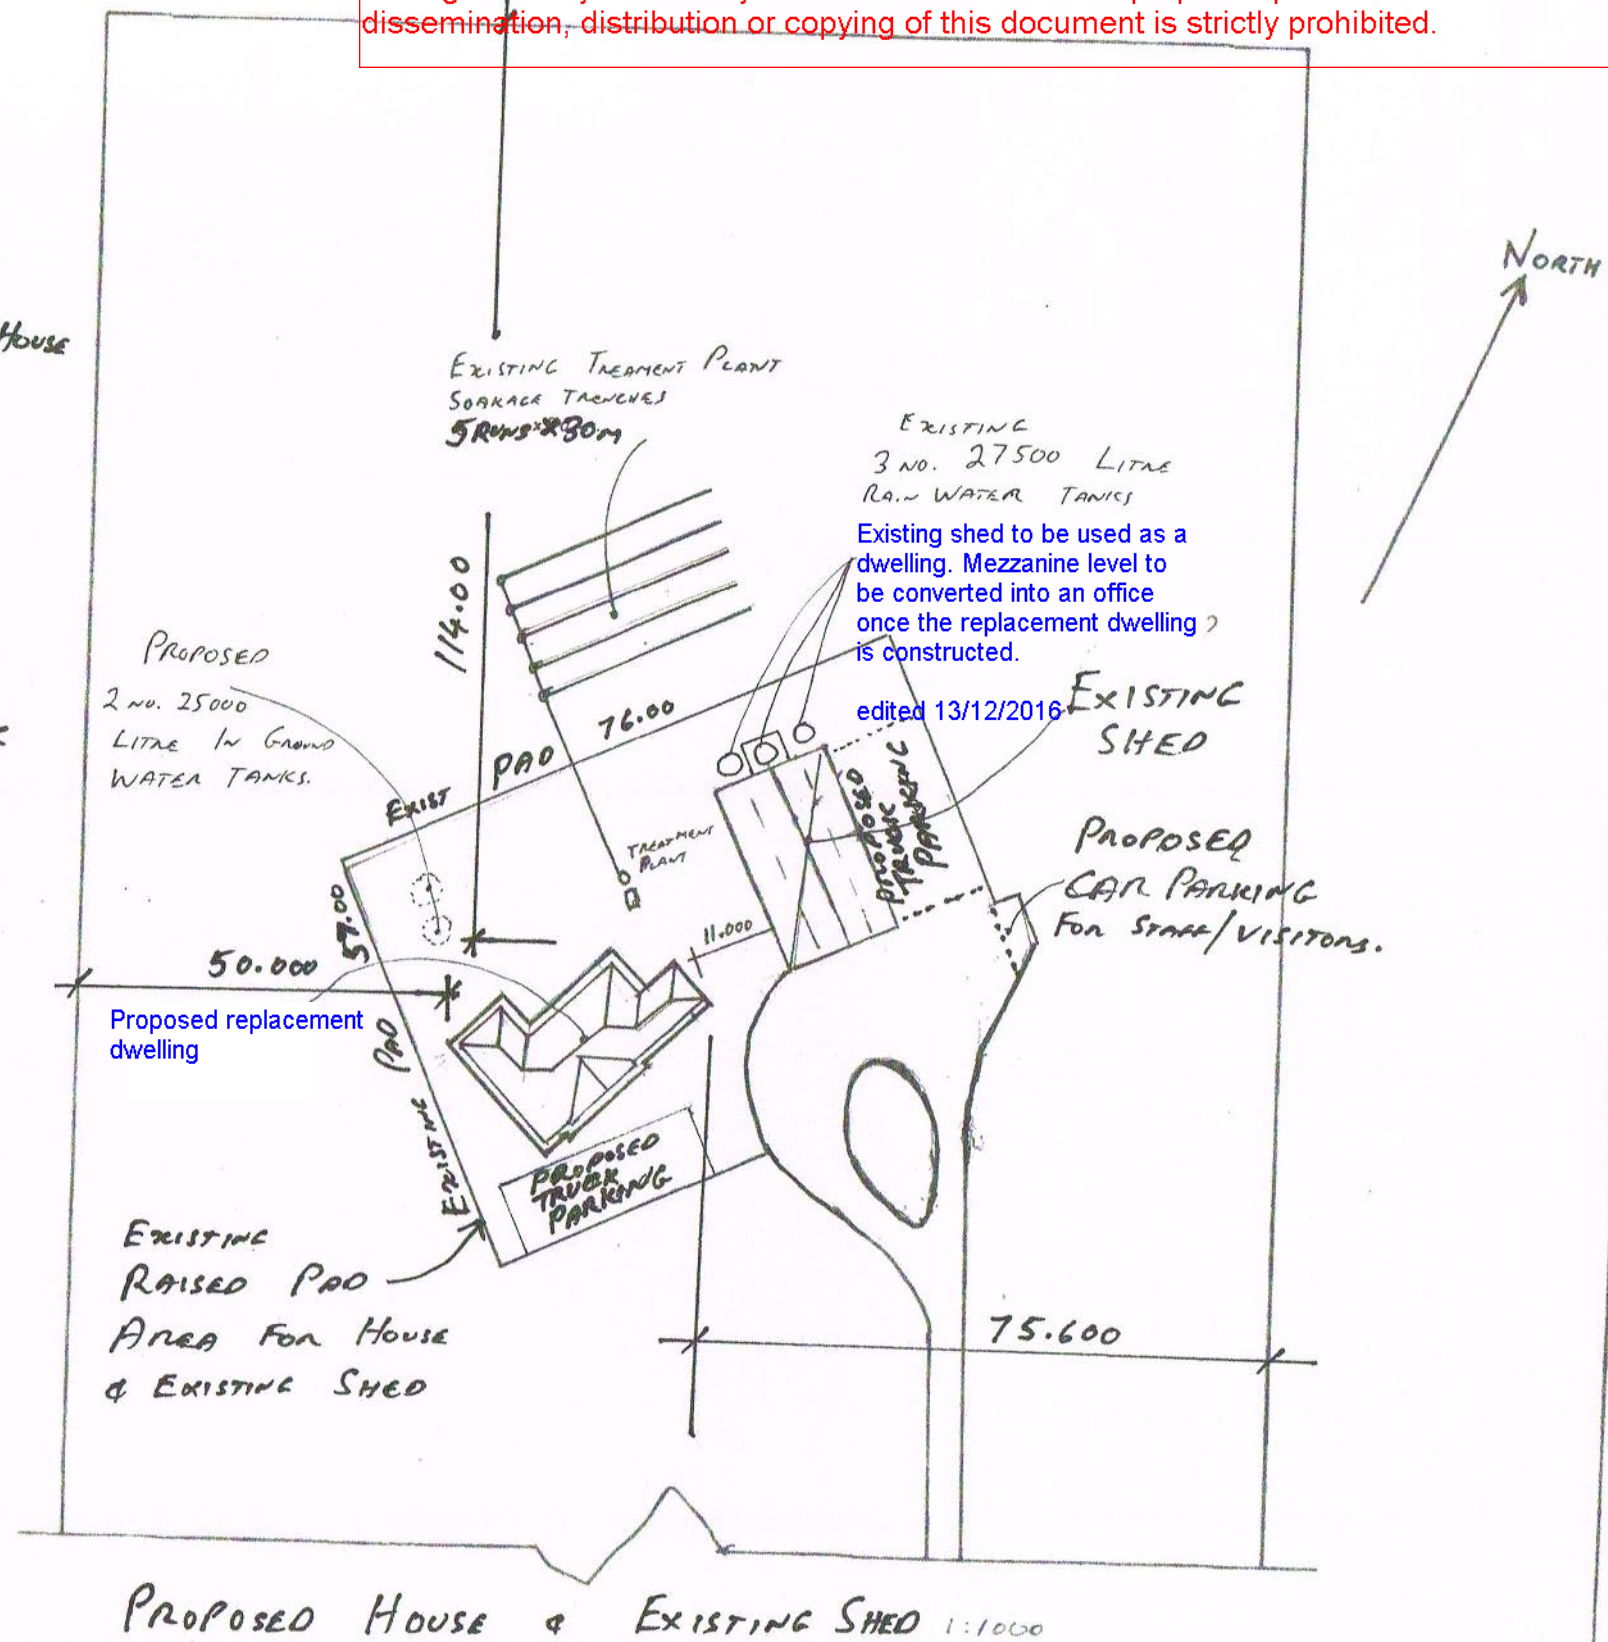 dissemination, distribution or copying of this document is strictly prohibited.
NORTH
HOUSE
EXISTING TREAMENT PLANT
SOAKAGE TRENCHES
5 RUNS x 30M
EXISTING
3 NO. 27500 LITRE
RAIN WATER TANKS
Existing shed to be used as a
dwelling. Mezzanine level to
be converted into an office
once the replacement dwelling
is constructed.
edited 13/12/2016
EXISTING
SHED
114.00
PROPOSED
2 NO. 25000
LITRE IN GROUND
WATER TANKS.
76.00
EXIST PAD
TREATMENT
PLANT
PROPOSED
TRUCK
PARKING
PROPOSED
CAR PARKING
FOR STAFF/VISITORS.
57.00
11.000
50.000
Proposed replacement
dwelling
EXISTING PAD
PROPOSED
TRUCK
PARKING
EXISTING
RAISED PAD
AREA FOR HOUSE
& EXISTING SHED
75.600
PROPOSED HOUSE & EXISTING SHED 1:1000